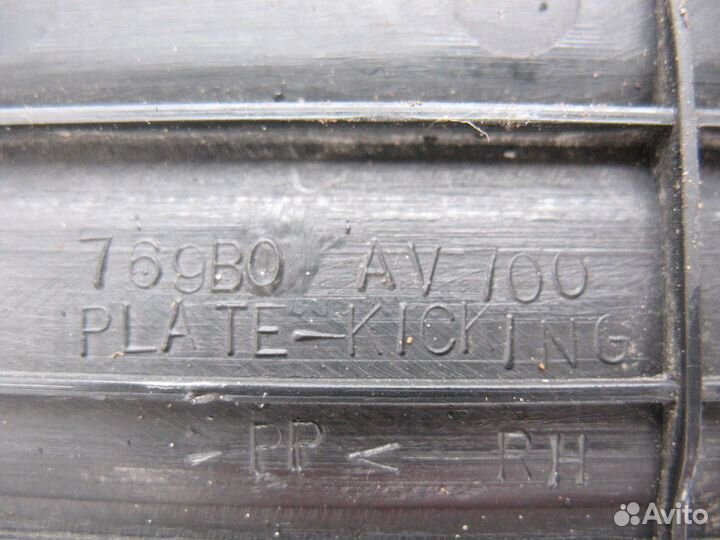 769B0 AV700
PLATE-KICKING
>PP< RH
Avito